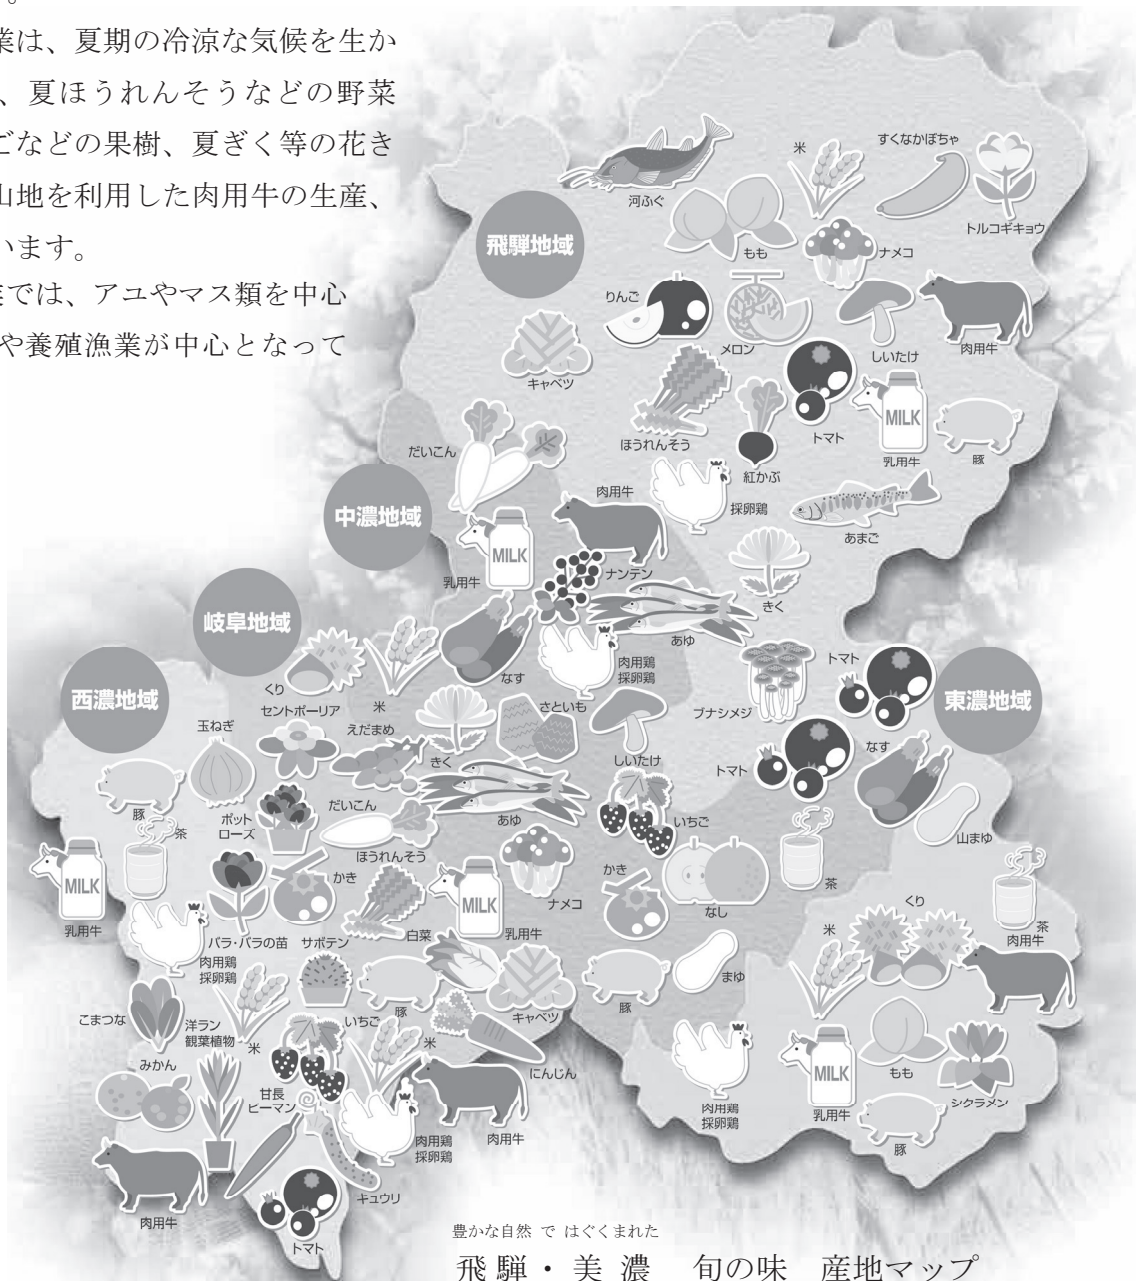 。
業は、夏期の冷涼な気候を生か
、夏ほうれんそうなどの野菜
ごなどの果樹、夏ぎく等の花き
山地を利用した肉用牛の生産、
います。
業では、アユやマス類を中心
や養殖漁業が中心となって
河ふぐ
米
すくなかぼちゃ
トルコギキョウ
飛騨地域
もも
ナメコ
りんご
メロン
しいたけ
肉用牛
キャベツ
ほうれんそう
紅かぶ
トマト
MILK
乳用牛
豚
だいこん
中濃地域
肉用牛
採卵鶏
あまご
MILK
乳用牛
ナンテン
きく
岐阜地域
あゆ
くり
米
なす
肉用鶏
採卵鶏
ブナシメジ
トマト
東濃地域
西濃地域
玉ねぎ
セントポーリア
えだまめ
きく
さといも
しいたけ
トマト
なす
豚
茶
ポット
ローズ
だいこん
あゆ
いちご
山まゆ
MILK
乳用牛
ほうれんそう
かき
MILK
乳用牛
ナメコ
かき
なし
茶
くり
茶
肉用鶏
採卵鶏
バラ・バラの苗
サボテン
白菜
米
肉用牛
こまつな
洋ラン
観葉植物
米
いちご
豚
米
キャベツ
豚
まゆ
みかん
甘長
ピーマン
にんじん
肉用鶏
採卵鶏
MILK
乳用牛
もも
シクラメン
肉用鶏
採卵鶏
肉用牛
豚
肉用牛
キュウリ
トマト
豊かな自然 で はぐくまれた
飛騨・美濃 旬の味 産地マップ